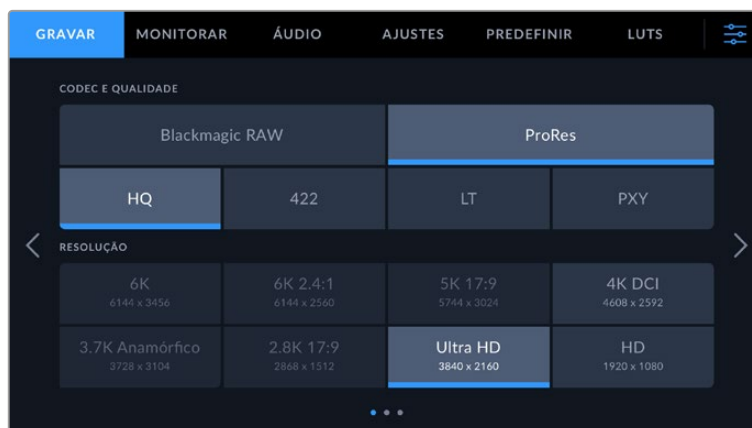 GRAVAR MONITORAR ÁUDIO AJUSTES PREDEFINIR LUTS
CODEC E QUALIDADE
Blackmagic RAW ProRes
HQ 422 LT PXY
RESOLUÇÃO
6K 6K 2.4:1 5K 17:9 4K DCI
6144 x 3456 6144 x 2560 5744 x 3024 4608 x 2592
3.7K Anamórfico 2.8K 17:9 Ultra HD HD
3728 x 3104 2868 x 1512 3840 x 2160 1920 x 1080